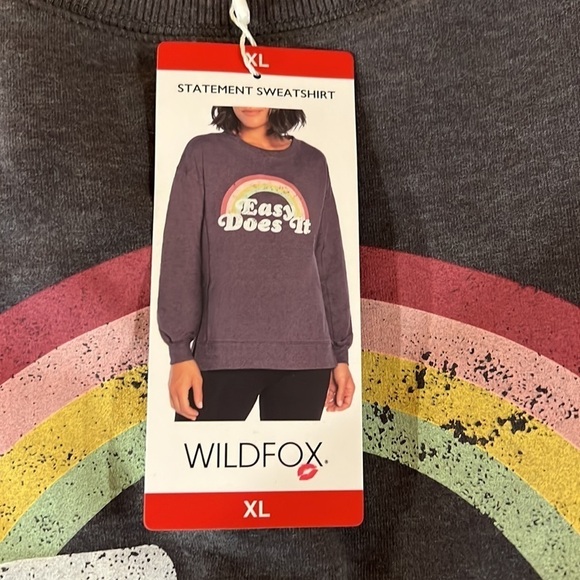 XL
STATEMENT SWEATSHIRT
Easy
Does It
WILDFOX
XL